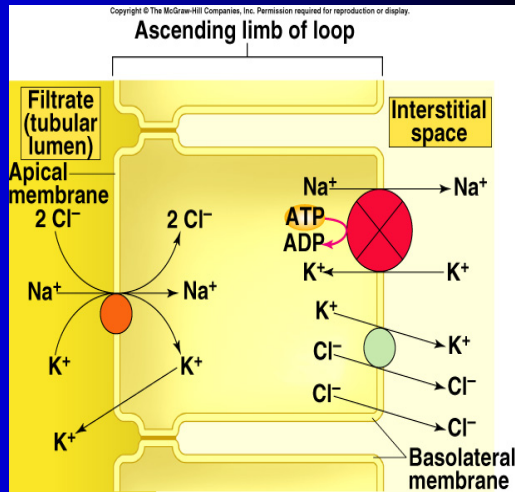 Copyright © The McGraw-Hill Companies, Inc. Permission required for reproduction or display.
Ascending limb of loop
Filtrate
(tubular
lumen)
Apical
membrane
2 Cl⁻
Na⁺
K⁺
K⁺
2 Cl⁻
Na⁺
K⁺
Na⁺
ATP
ADP
K⁺
K⁺
Cl⁻
Cl⁻
Interstitial
space
Na⁺
K⁺
K⁺
Cl⁻
Cl⁻
Basolateral
membrane